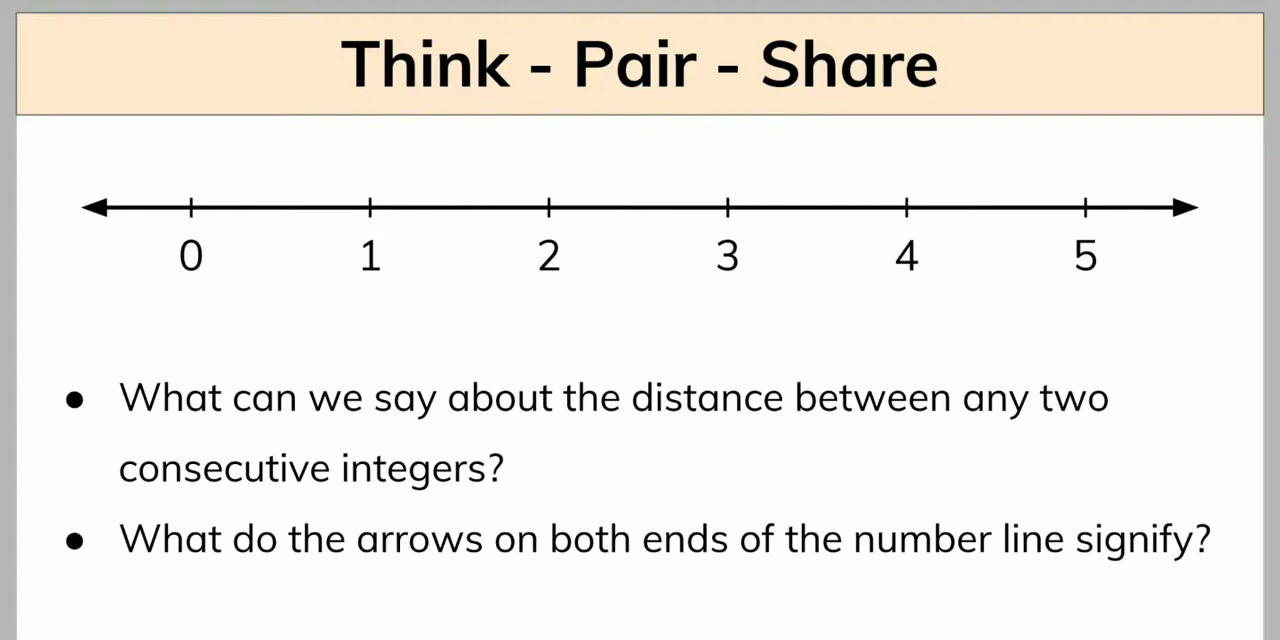 Think - Pair - Share
0 1 2 3 4 5
● What can we say about the distance between any two
consecutive integers?
● What do the arrows on both ends of the number line signify?